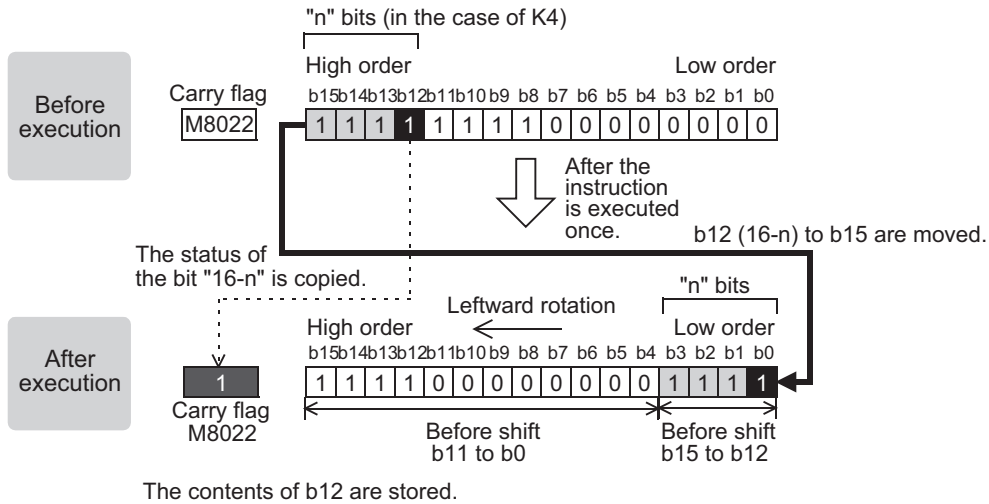 "n" bits (in the case of K4)
High order
Low order
Before
execution
Carry flag
M8022
b15 b14 b13 b12 b11 b10 b9 b8 b7 b6 b5 b4 b3 b2 b1 b0
1 1 1 1 1 1 1 1 0 0 0 0 0 0 0 0
After the
instruction
is executed
once.
b12 (16-n) to b15 are moved.
The status of
the bit "16-n" is copied.
"n" bits
Leftward rotation
High order
Low order
After
execution
b15 b14 b13 b12 b11 b10 b9 b8 b7 b6 b5 b4 b3 b2 b1 b0
1
1 1 1 1 0 0 0 0 0 0 0 0 1 1 1 1
Carry flag
M8022
Before shift
b11 to b0
Before shift
b15 to b12
The contents of b12 are stored.